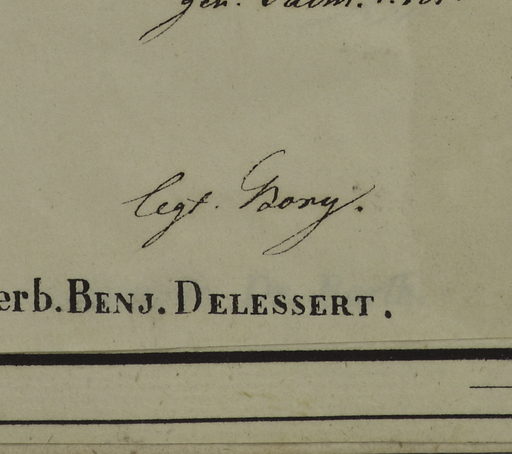 legt. Bory.
erb. BENJ. DELESSERT.